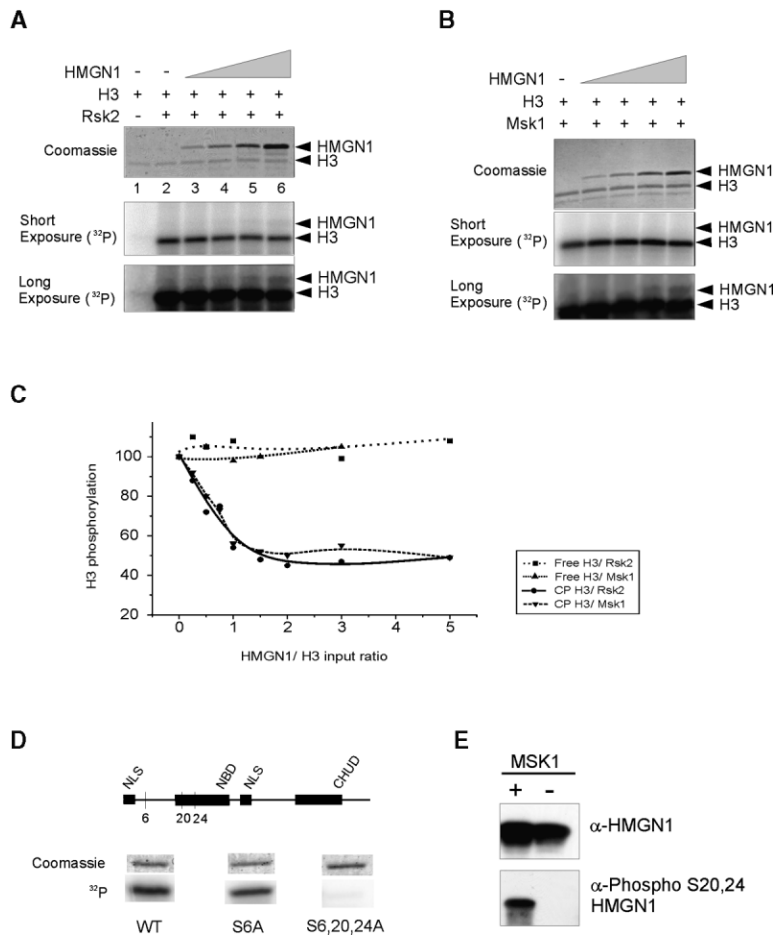 A
HMGN1 - -
H3 + + + + + +
Rsk2 - + + + + +
Coomassie
HMGN1
H3
1 2 3 4 5 6
Short
Exposure (³²P)
HMGN1
H3
Long
Exposure (³²P)
HMGN1
H3
B
HMGN1 -
H3 + + + + +
Msk1 + + + + +
Coomassie
HMGN1
H3
Short
Exposure (³²P)
HMGN1
H3
Long
Exposure (³²P)
HMGN1
H3
C
H3 phosphorylation
100
80
60
40
20
0 1 2 3 4 5
HMGN1/ H3 input ratio
Free H3/ Rsk2
Free H3/ Msk1
CP H3/ Rsk2
CP H3/ Msk1
D
NLS NBD NLS CHUD
6 20 24
Coomassie
³²P
WT S6A S6,20,24A
E
MSK1
+ -
α-HMGN1
α-Phospho S20,24
HMGN1